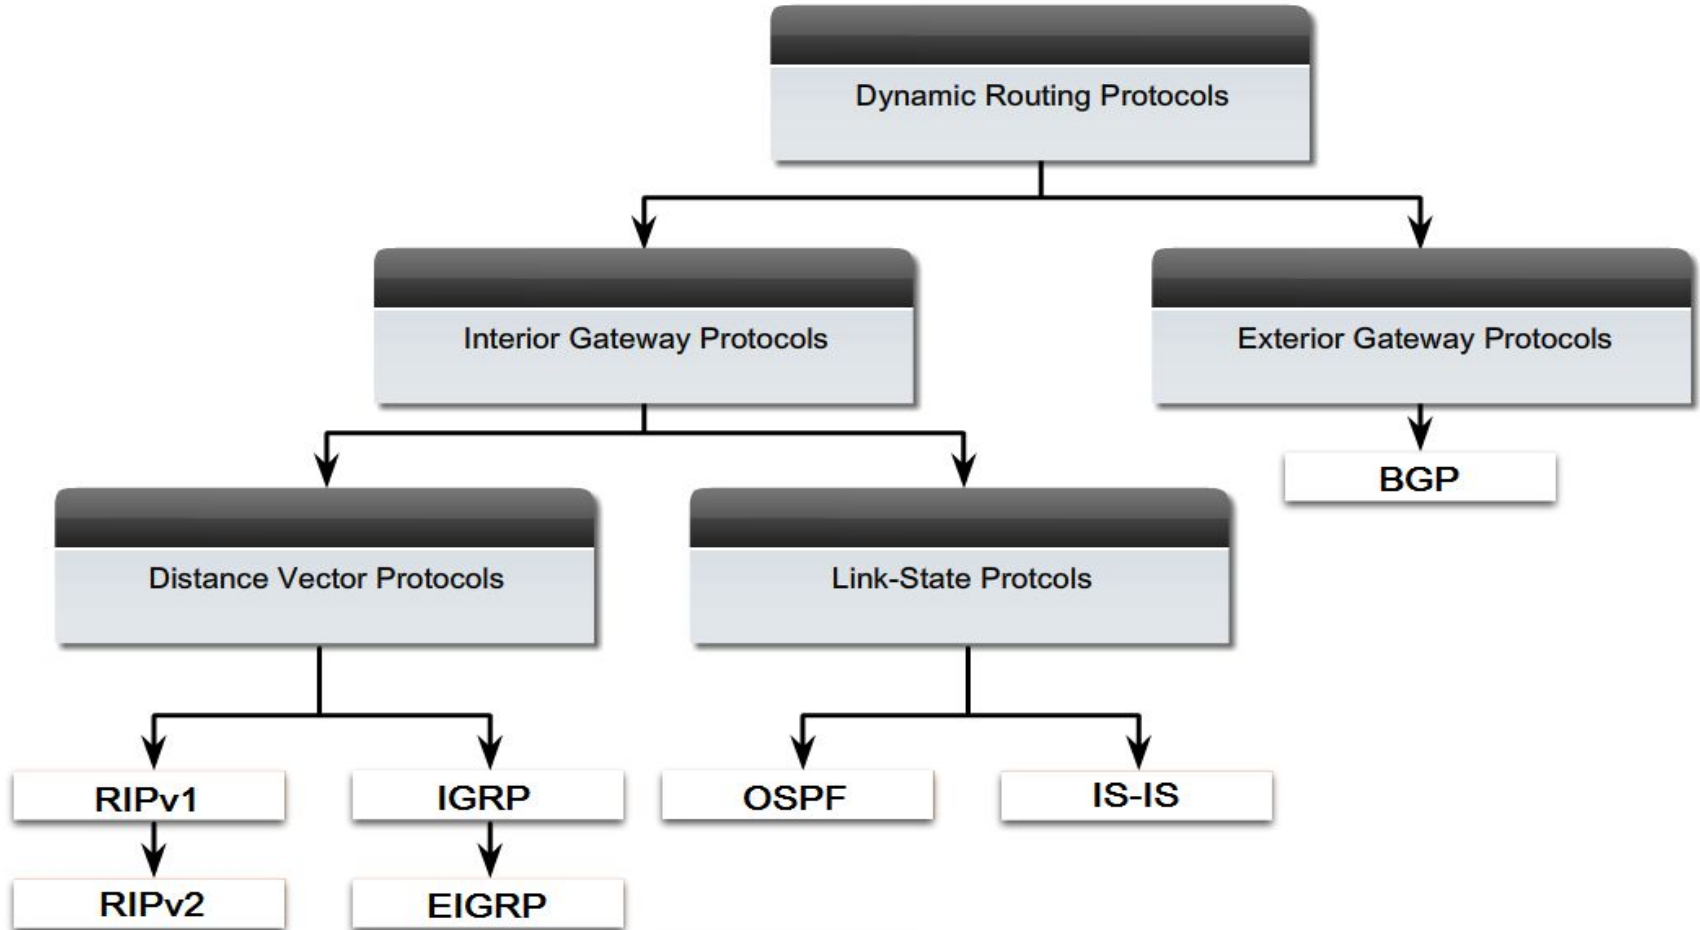 Dynamic Routing Protocols
Interior Gateway Protocols
Exterior Gateway Protocols
BGP
Distance Vector Protocols
Link-State Protcols
RIPv1
IGRP
OSPF
IS-IS
RIPv2
EIGRP